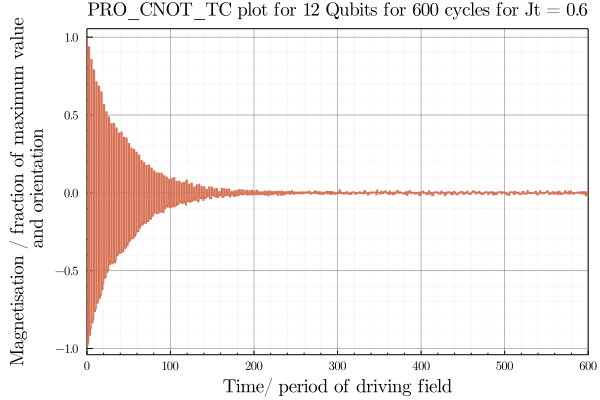 PRO_CNOT_TC plot for 12 Qubits for 600 cycles for Jt = 0.6
Magnetisation / fraction of maximum value
and orientation
1.0
0.5
0.0
−0.5
−1.0
0 100 200 300 400 500 600
Time/ period of driving field